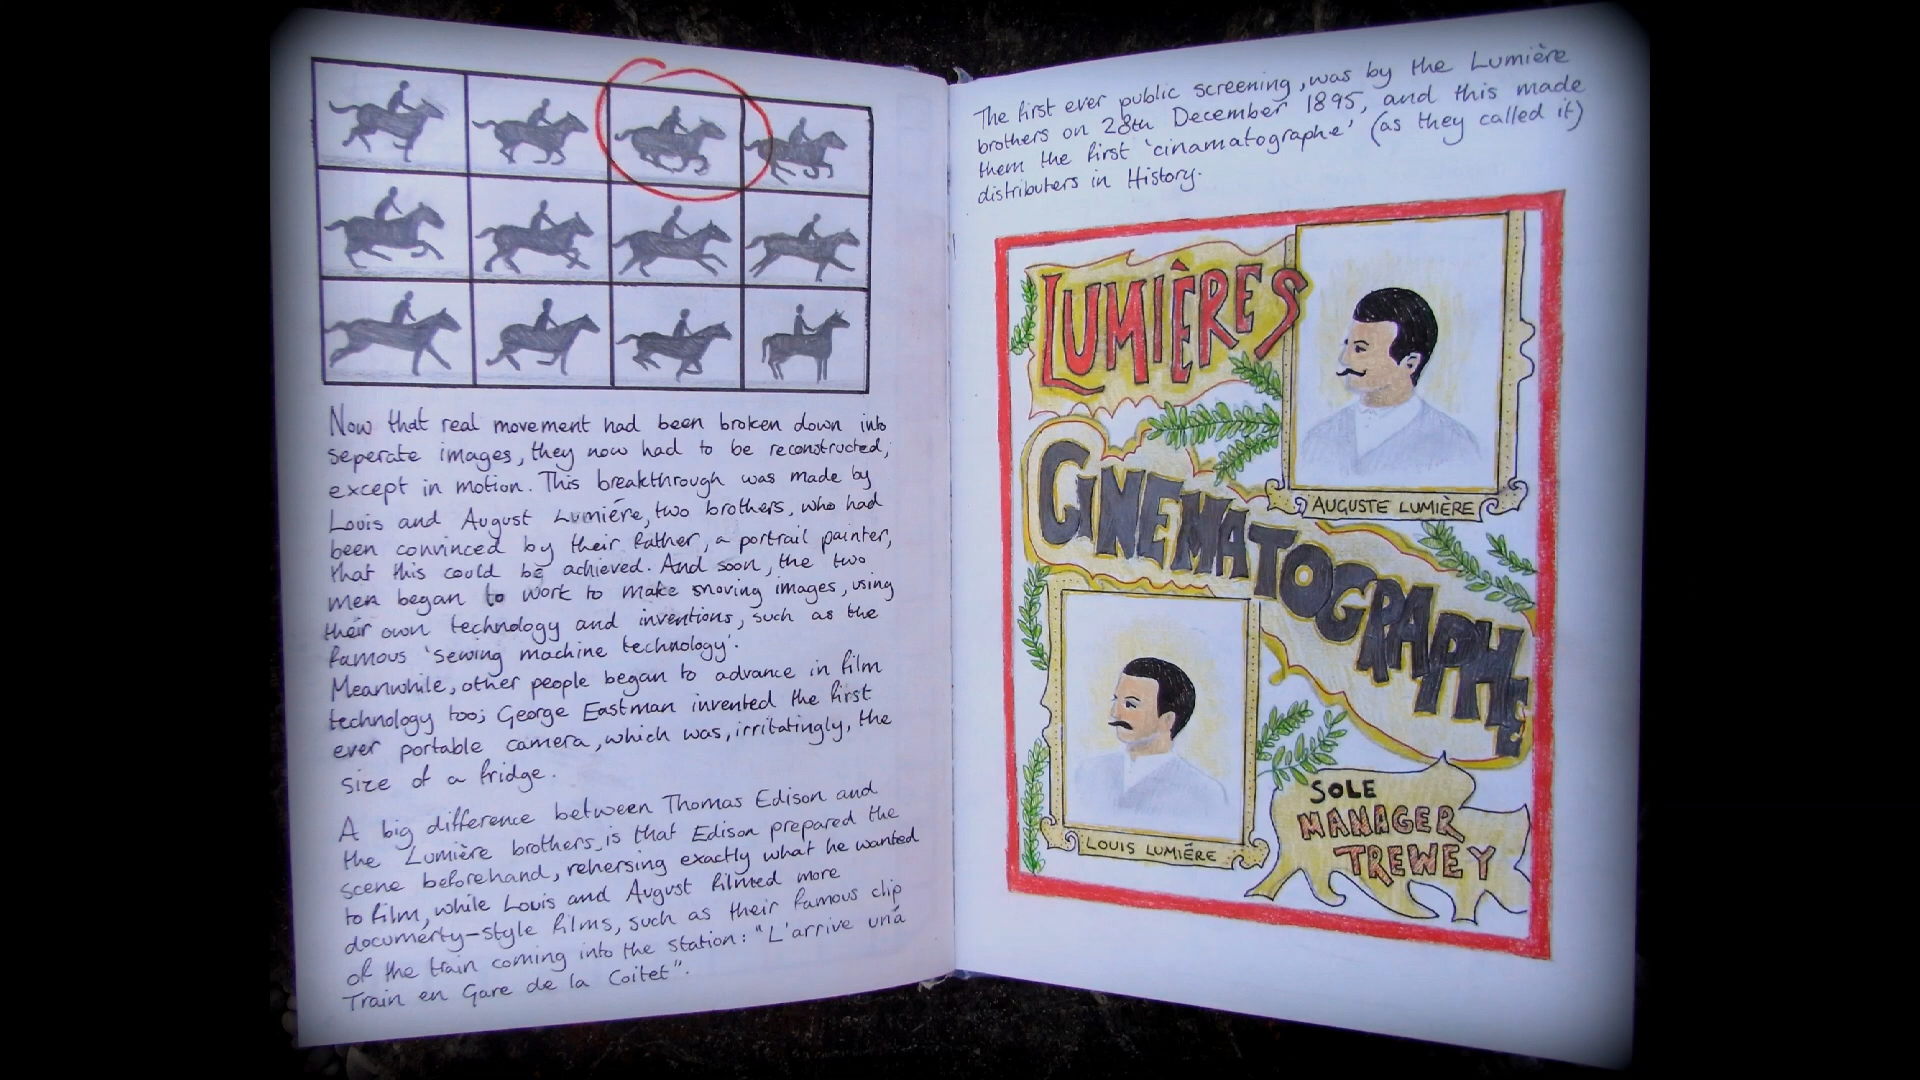 Now that real movement had been broken down into
seperate images, they now had to be reconstructed,
except in motion. This breakthrough was made by
Louis and August Lumiére, two brothers, who had
been convinced by their father, a portrail painter,
that this could be achieved. And soon, the two
men began to work to make moving images, using
their own technology and inventions, such as the
famous 'sewing machine technology'.
Meanwhile, other people began to advance in film
technology too; George Eastman invented the first
ever portable camera, which was, irritatingly, the
size of a fridge.
A big difference between Thomas Edison and
the Lumière brothers, is that Edison prepared the
scene beforehand, rehersing exactly what he wanted
to film, while Louis and August filmed more
documerty-style films, such as their famous clip
of the train coming into the station: "L'arrive una
Train en Gare de la Coitet".
The first ever public screening, was by the Lumière
brothers on 28th December 1895, and this made
them the first 'cinamatographe' (as they called it)
distributers in History.
LUMIÈRES
AUGUSTE LUMIÈRE
CINEMATOGRAPHE
LOUIS LUMIÉRE
SOLE
MANAGER
TREWEY